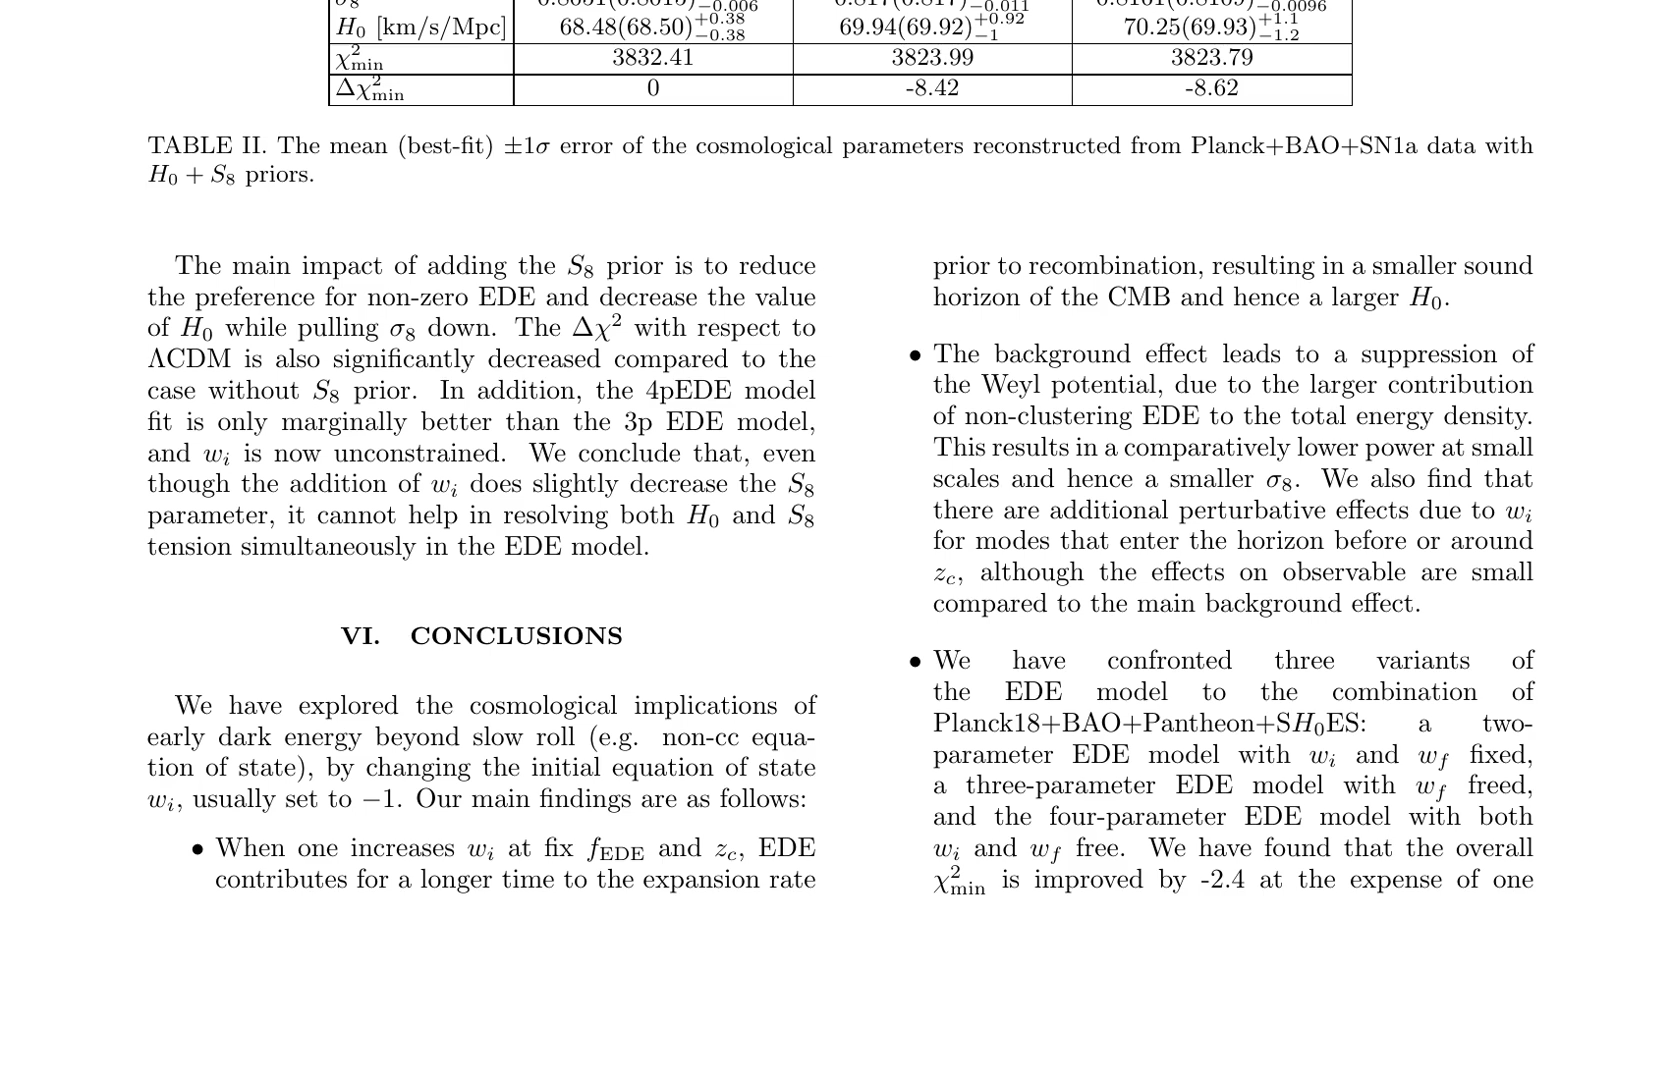 H₀ [km/s/Mpc] 68.48(68.50)+0.38 −0.38 69.94(69.92)+0.92 −1 70.25(69.93)+1.1 −1.2
χ²min 3832.41 3823.99 3823.79
Δχ²min 0 -8.42 -8.62
TABLE II. The mean (best-fit) ±1σ error of the cosmological parameters reconstructed from Planck+BAO+SN1a data with
H₀ + S₈ priors.
The main impact of adding the S₈ prior is to reduce
the preference for non-zero EDE and decrease the value
of H₀ while pulling σ₈ down. The Δχ² with respect to
ΛCDM is also significantly decreased compared to the
case without S₈ prior. In addition, the 4pEDE model
fit is only marginally better than the 3p EDE model,
and wᵢ is now unconstrained. We conclude that, even
though the addition of wᵢ does slightly decrease the S₈
parameter, it cannot help in resolving both H₀ and S₈
tension simultaneously in the EDE model.
VI. CONCLUSIONS
We have explored the cosmological implications of
early dark energy beyond slow roll (e.g. non-cc equa-
tion of state), by changing the initial equation of state
wᵢ, usually set to −1. Our main findings are as follows:
• When one increases wᵢ at fix f_EDE and z_c, EDE
contributes for a longer time to the expansion rate
prior to recombination, resulting in a smaller sound
horizon of the CMB and hence a larger H₀.
• The background effect leads to a suppression of
the Weyl potential, due to the larger contribution
of non-clustering EDE to the total energy density.
This results in a comparatively lower power at small
scales and hence a smaller σ₈. We also find that
there are additional perturbative effects due to wᵢ
for modes that enter the horizon before or around
z_c, although the effects on observable are small
compared to the main background effect.
• We have confronted three variants of
the EDE model to the combination of
Planck18+BAO+Pantheon+SH₀ES: a two-
parameter EDE model with wᵢ and w_f fixed,
a three-parameter EDE model with w_f freed,
and the four-parameter EDE model with both
wᵢ and w_f free. We have found that the overall
χ²min is improved by -2.4 at the expense of one